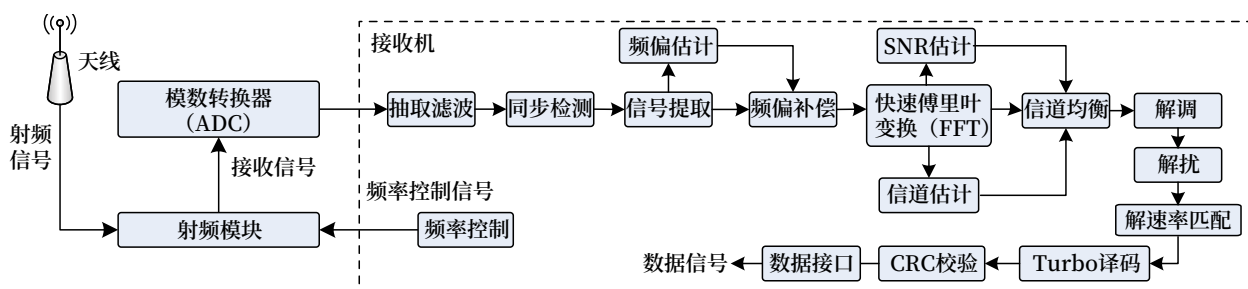 天线
射频
信号
模数转换器
（ADC）
接收信号
射频模块
接收机
频率控制信号
频率控制
抽取滤波
同步检测
频偏估计
信号提取
频偏补偿
SNR估计
快速傅里叶
变换（FFT）
信道估计
信道均衡
解调
解扰
解速率匹配
Turbo译码
CRC校验
数据接口
数据信号